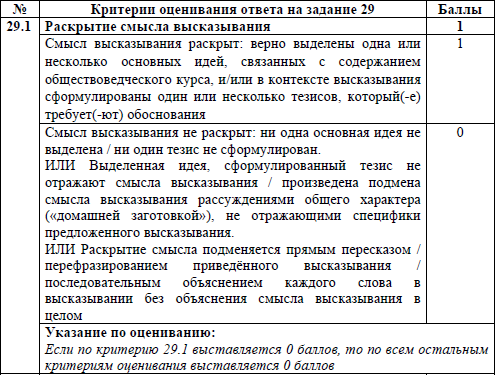 № Критерии оценивания ответа на задание 29 Баллы
29.1 Раскрытие смысла высказывания 1
Смысл высказывания раскрыт: верно выделены одна или 1
несколько основных идей, связанных с содержанием
обществоведческого курса, и/или в контексте высказывания
сформулированы один или несколько тезисов, который(-е)
требует(-ют) обоснования
Смысл высказывания не раскрыт: ни одна основная идея не 0
выделена / ни один тезис не сформулирован.
ИЛИ Выделенная идея, сформулированный тезис не
отражают смысла высказывания / произведена подмена
смысла высказывания рассуждениями общего характера
(«домашней заготовкой»), не отражающими специфики
предложенного высказывания.
ИЛИ Раскрытие смысла подменяется прямым пересказом /
перефразированием приведённого высказывания /
последовательным объяснением каждого слова в
высказывании без объяснения смысла высказывания в
целом
Указание по оцениванию:
Если по критерию 29.1 выставляется 0 баллов, то по всем остальным
критериям оценивания выставляется 0 баллов